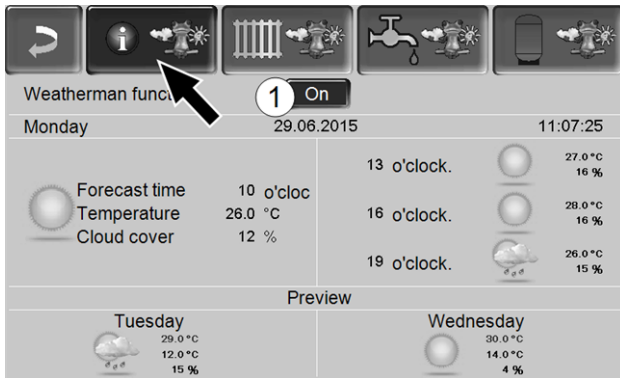 Weatherman funct
1
On
Monday 29.06.2015 11:07:25
Forecast time 10 o'cloc
Temperature 26.0 °C
Cloud cover 12 %
13 o'clock. 27.0°C
16 %
16 o'clock. 28.0°C
16 %
19 o'clock. 26.0°C
15 %
Preview
Tuesday
29.0°C
12.0°C
15 %
Wednesday
30.0°C
14.0°C
4 %